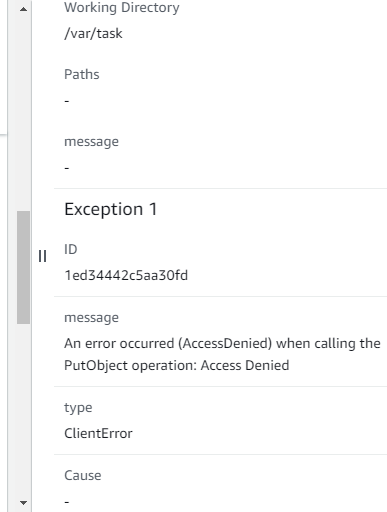 Working Directory
/var/task
Paths
-
message
-
Exception 1
ID
1ed34442c5aa30fd
message
An error occurred (AccessDenied) when calling the
PutObject operation: Access Denied
type
ClientError
Cause
-